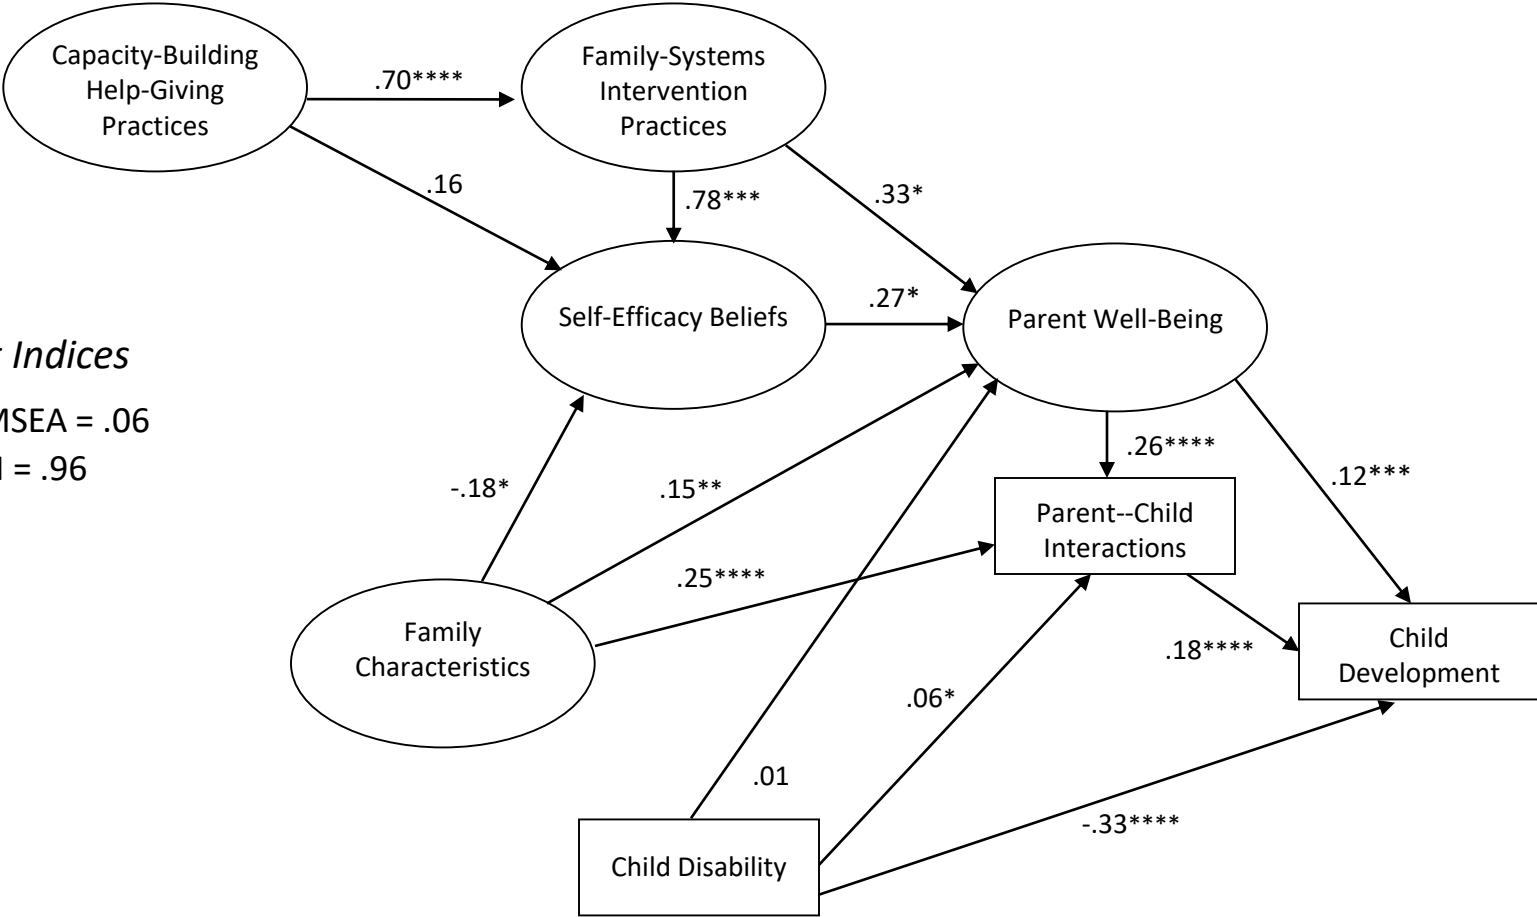 Capacity-Building
Help-Giving
Practices
.70****
Family-Systems
Intervention
Practices
.16
.78***
.33*
Self-Efficacy Beliefs
.27*
Parent Well-Being
Indices
MSEA = .06
= .96
-.18*
.15**
.26****
.12***
Parent--Child
Interactions
.25****
Family
Characteristics
.18****
Child
Development
.06*
.01
-.33****
Child Disability